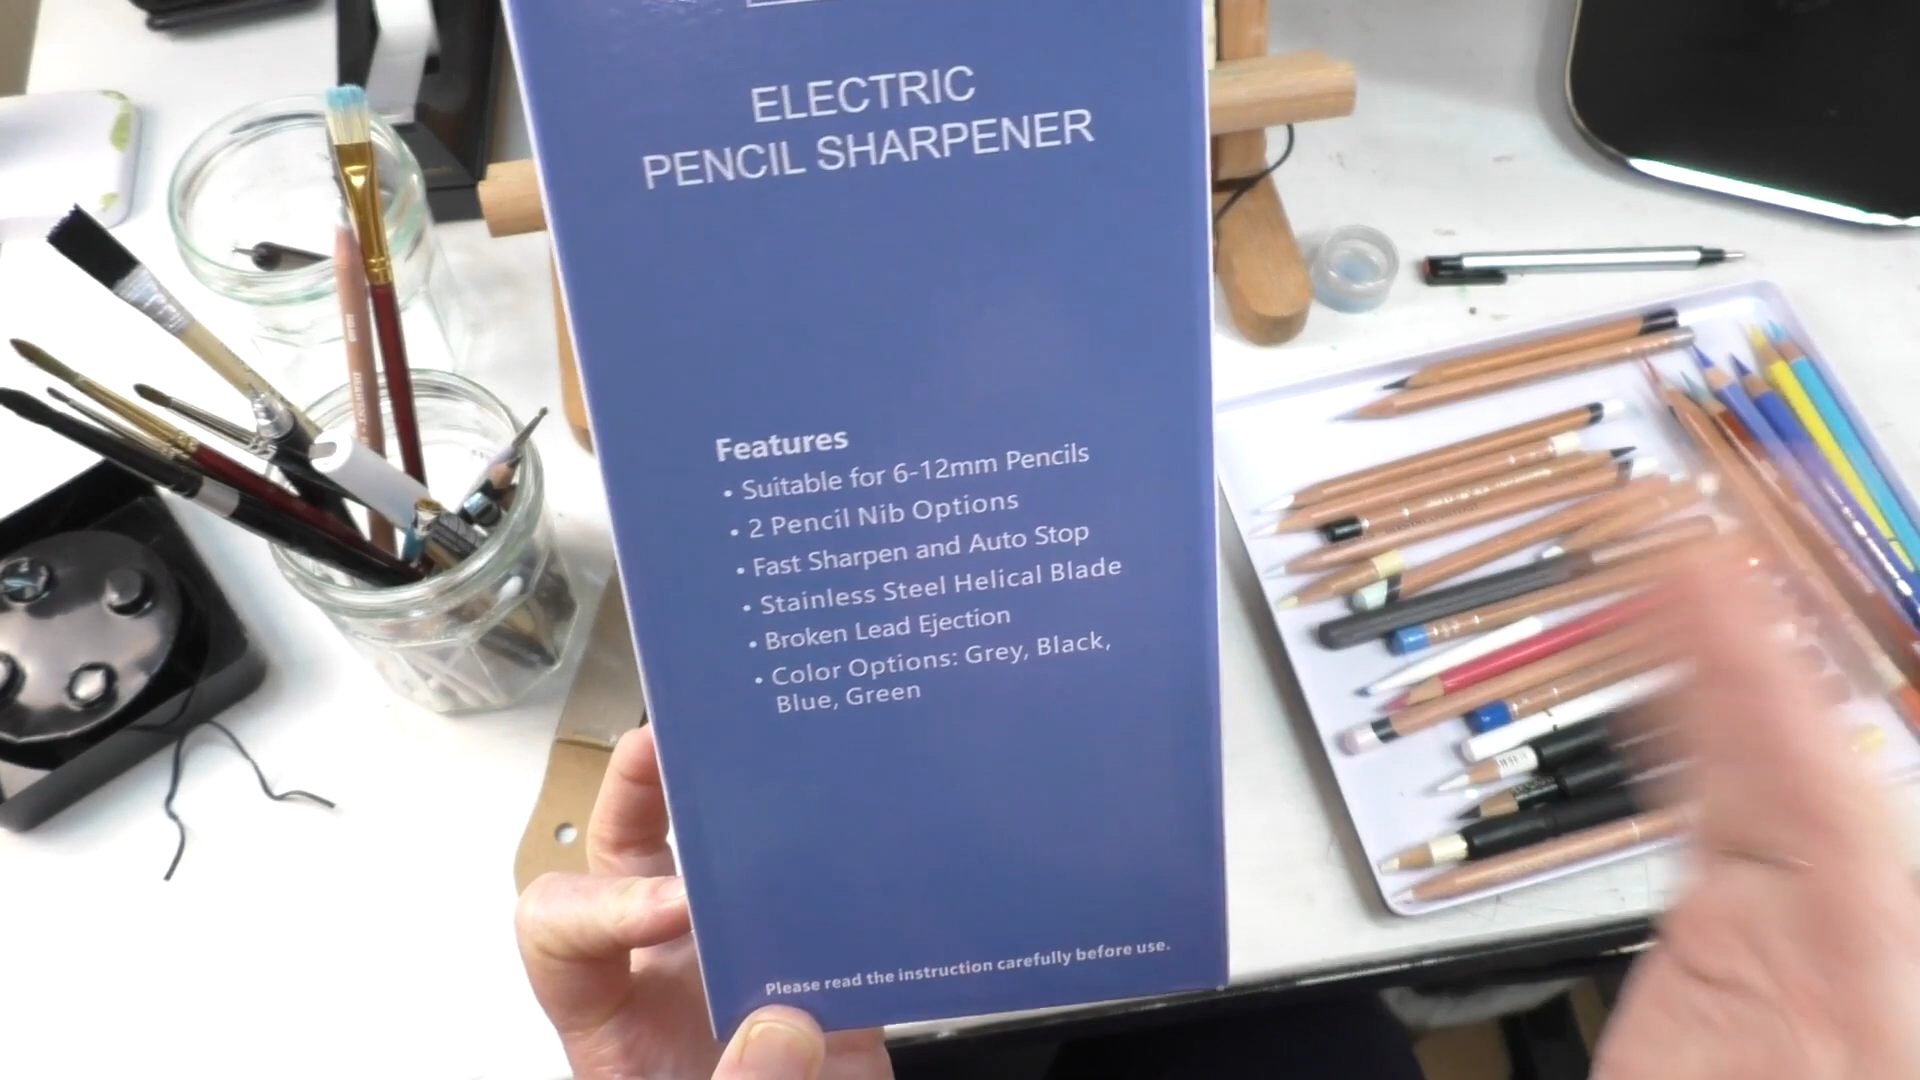 ELECTRIC
PENCIL SHARPENER
Features
• Suitable for 6-12mm Pencils
• 2 Pencil Nib Options
• Fast Sharpen and Auto Stop
• Stainless Steel Helical Blade
• Broken Lead Ejection
• Color Options: Grey, Black,
Blue, Green
Please read the instruction carefully before use.